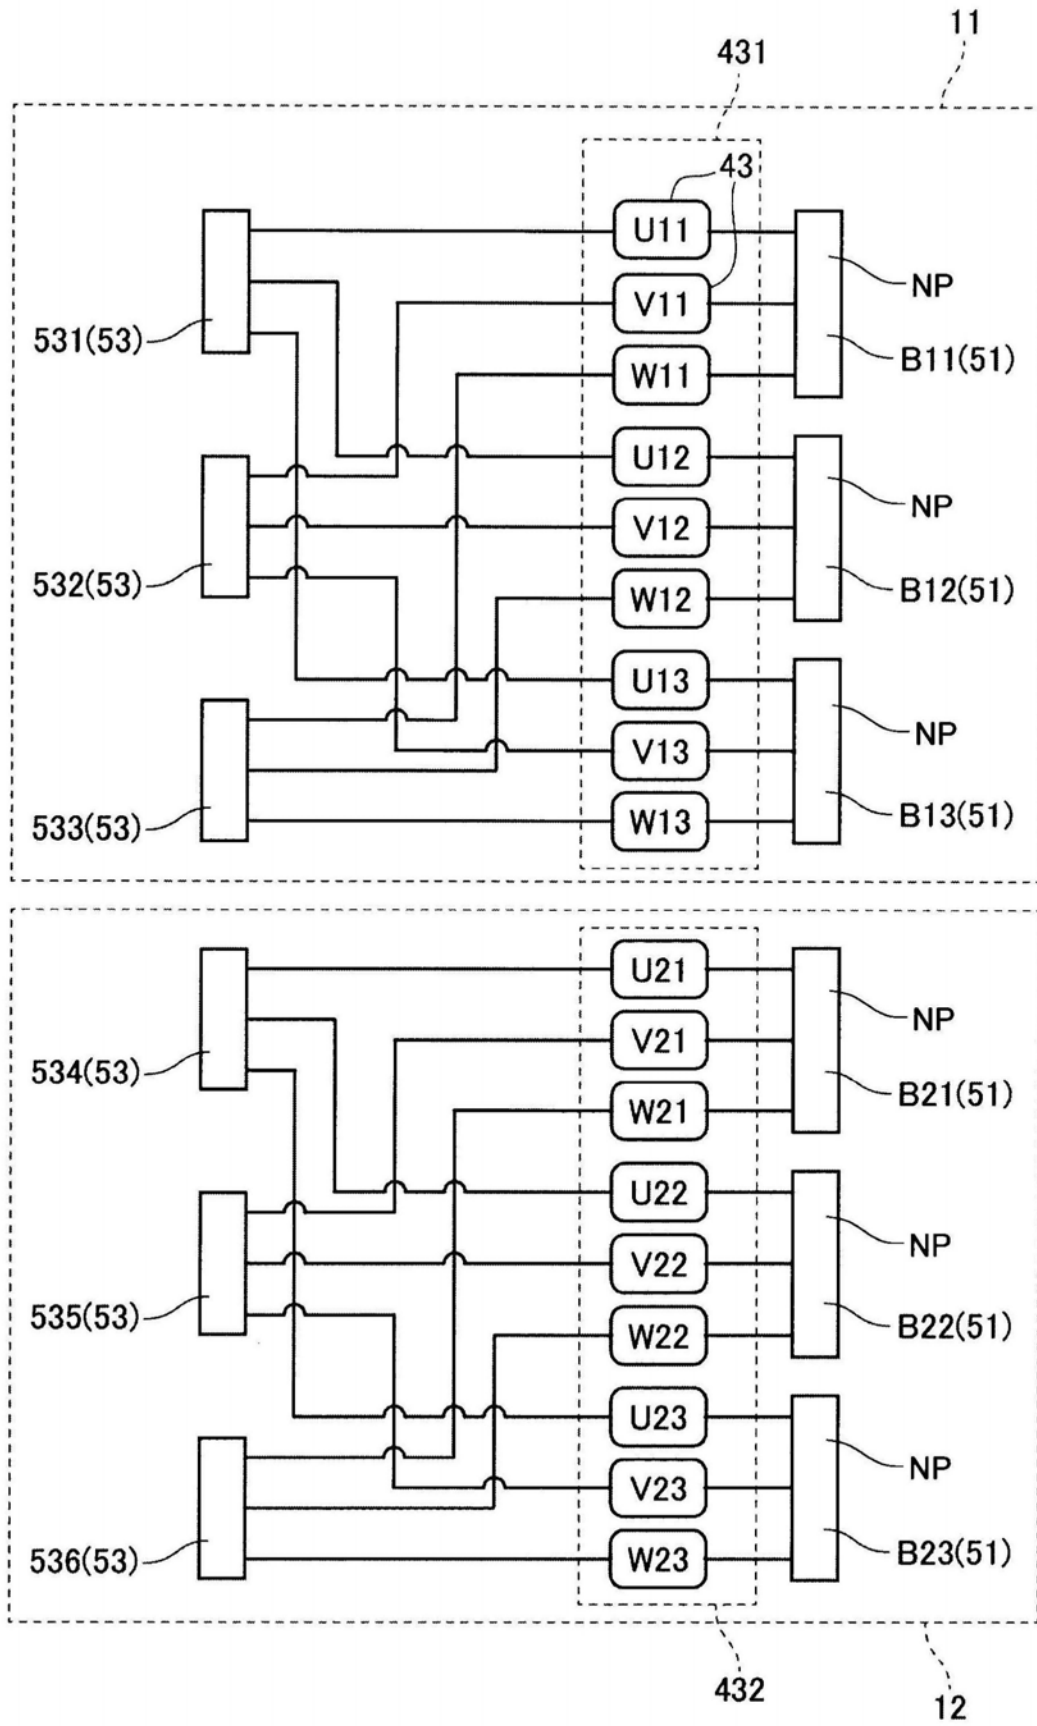 11
431
43
U11
NP
V11
531(53)
B11(51)
W11
U12
NP
V12
532(53)
B12(51)
W12
U13
NP
V13
533(53)
B13(51)
W13
U21
NP
V21
534(53)
B21(51)
W21
U22
NP
V22
535(53)
B22(51)
W22
U23
NP
V23
536(53)
B23(51)
W23
432
12